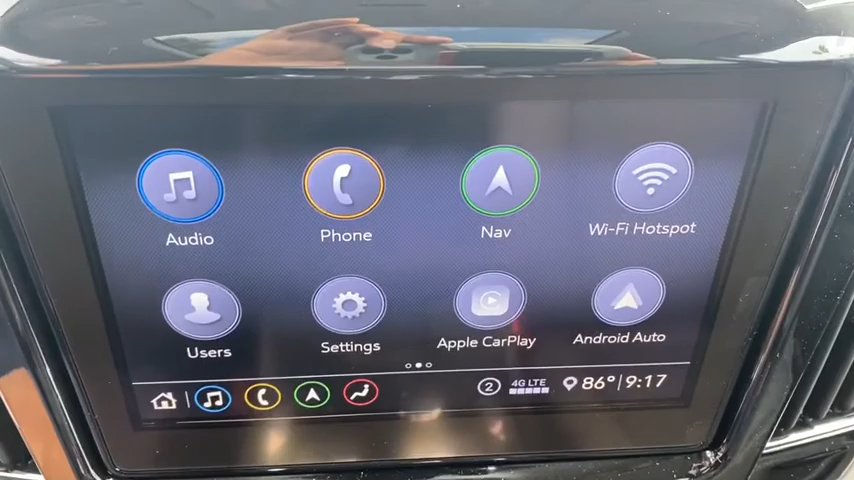 Audio
Phone
Nav
Wi-Fi Hotspot
Users
Settings
Apple CarPlay
Android Auto
2
4G LTE
86° | 9:17